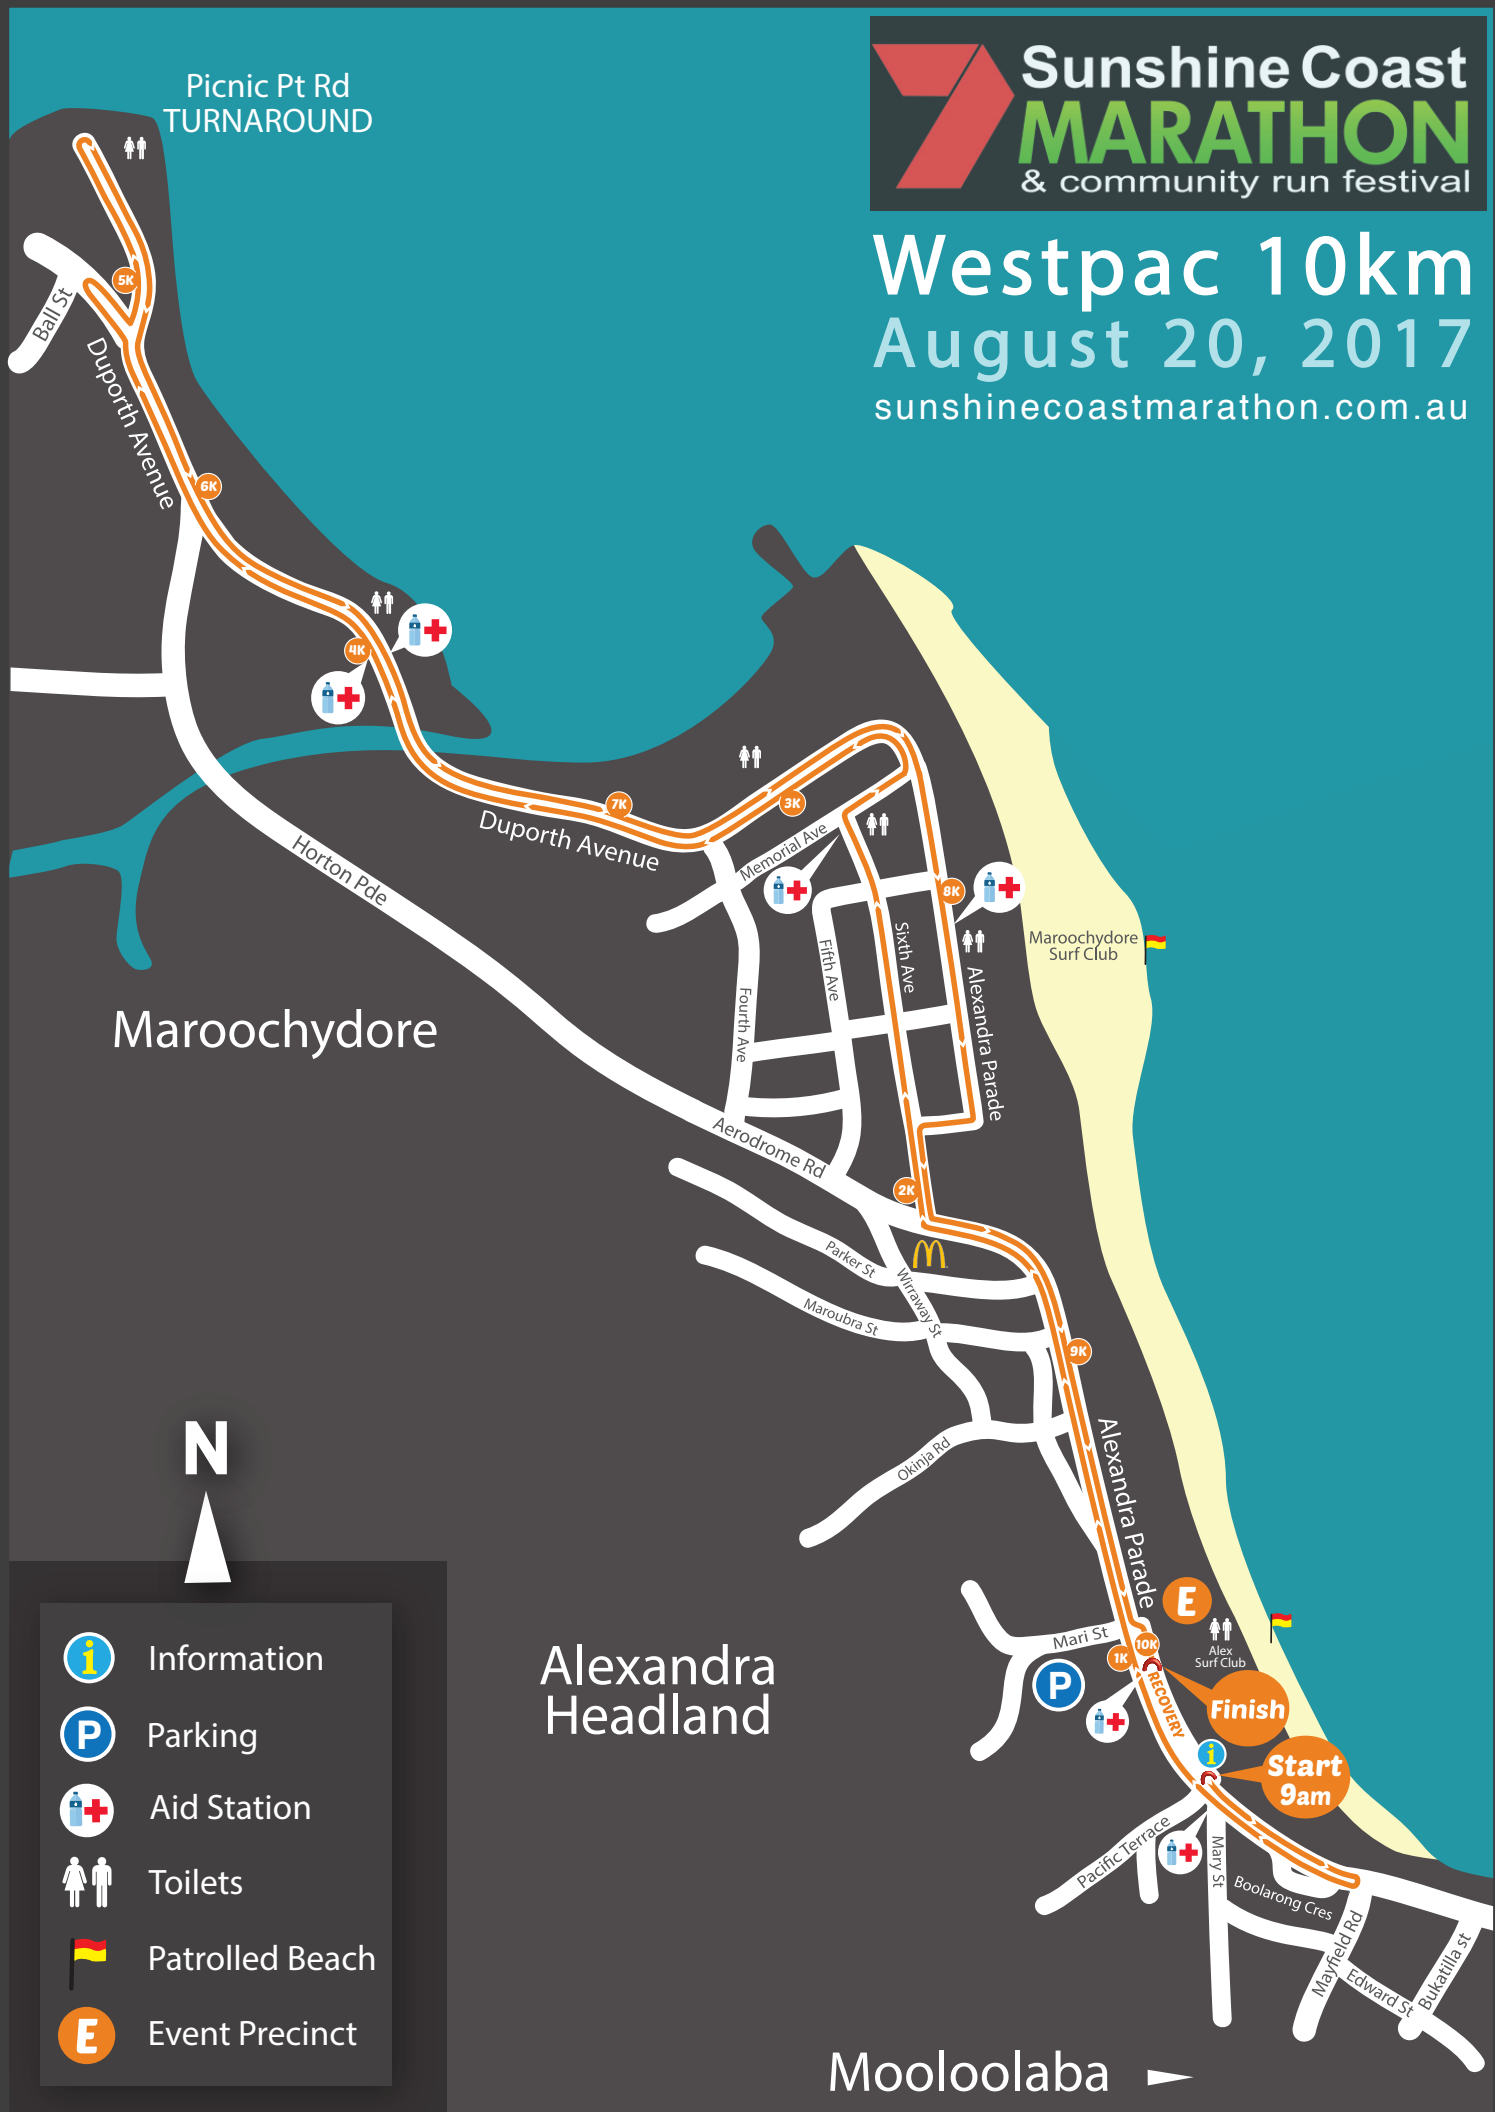 Picnic Pt Rd
TURNAROUND
7
Sunshine Coast
MARATHON
& community run festival
Westpac 10km
August 20, 2017
sunshinecoastmarathon.com.au
5K
Ball St
Duporth Avenue
6K
4K
7K
3K
Duporth Avenue
Memorial Ave
Horton Pde
8K
Sixth Ave
Fifth Ave
Fourth Ave
Maroochydore
Surf Club
Alexandra Parade
Maroochydore
Aerodrome Rd
2K
M
Parker St
Wirraway St
Maroubra St
9K
Okinja Rd
Alexandra Parade
N
E
Mari St
10K
1K
Alex
Surf Club
P
RECOVERY
Finish
i
Start
9am
Alexandra
Headland
Pacific Terrace
Mary St
Boolarong Cres
Mayfield Rd
Edward St
Bukatilla st
Mooloolaba
i Information
P Parking
Aid Station
Toilets
Patrolled Beach
E Event Precinct